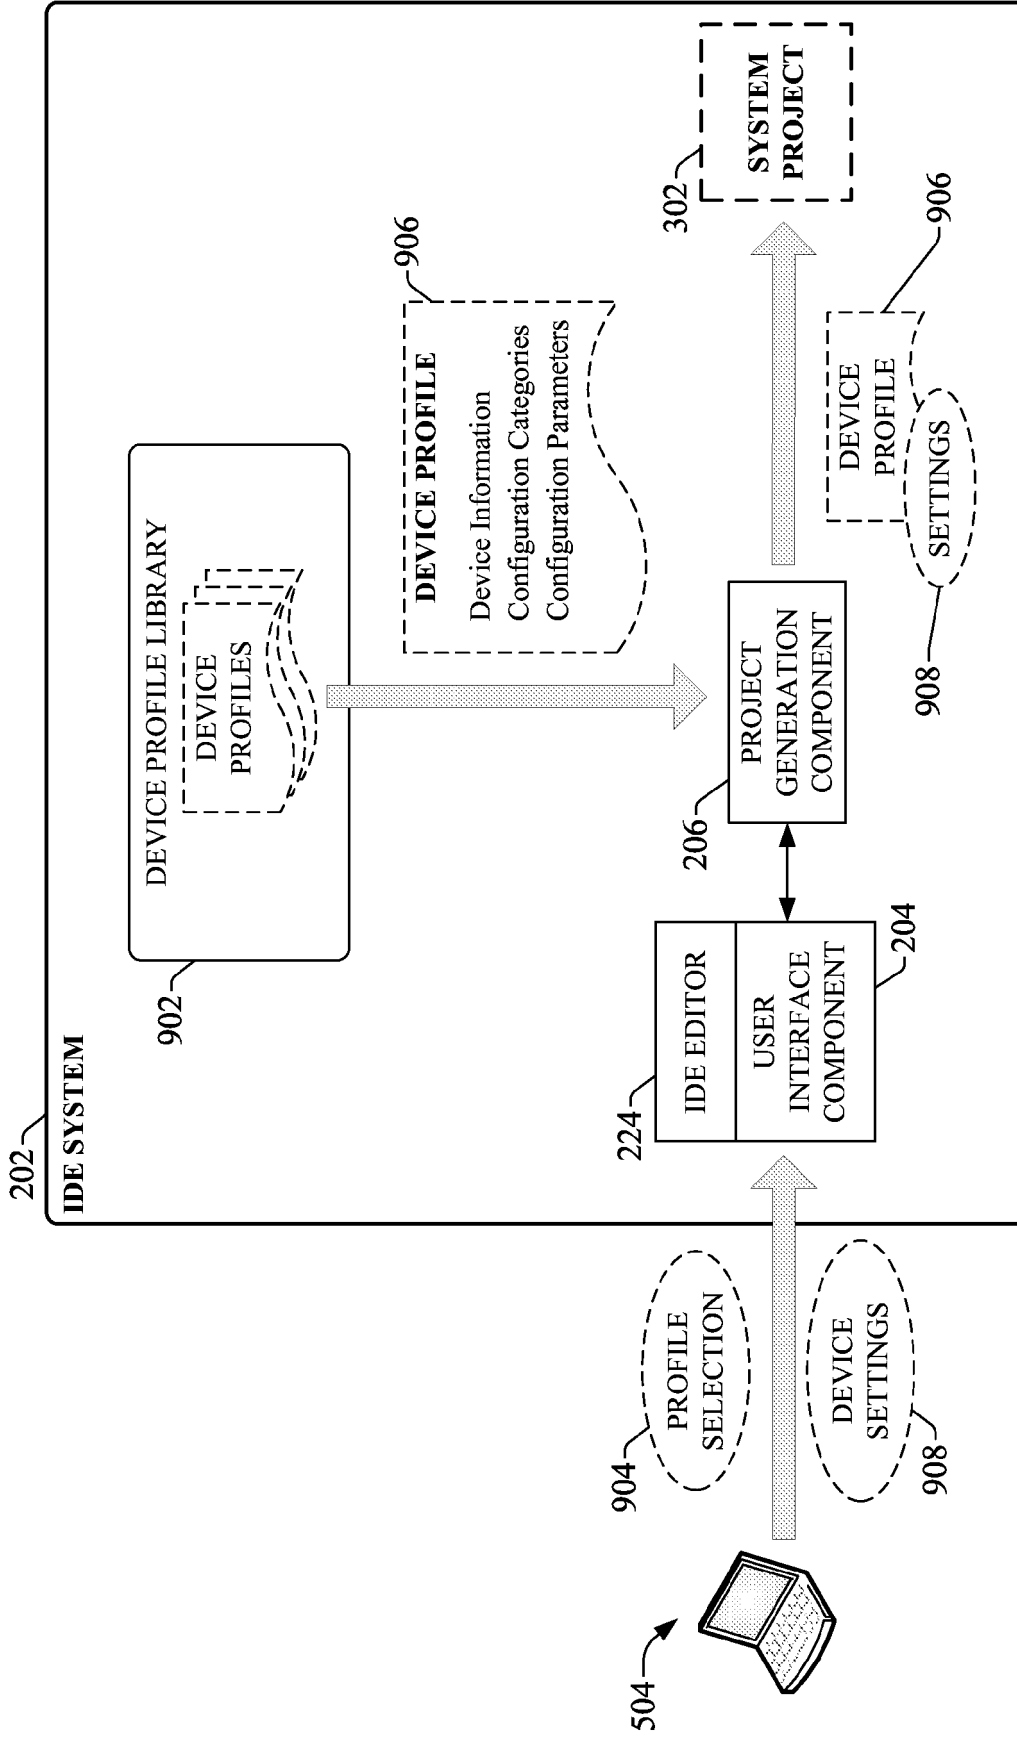 202
IDE SYSTEM
902
DEVICE PROFILE LIBRARY
DEVICE
PROFILES
906
DEVICE PROFILE
Device Information
Configuration Categories
Configuration Parameters
504
904
PROFILE
SELECTION
DEVICE
SETTINGS
908
224
IDE EDITOR
USER
INTERFACE
COMPONENT
204
206
PROJECT
GENERATION
COMPONENT
302
SYSTEM
PROJECT
DEVICE
PROFILE
906
SETTINGS
908